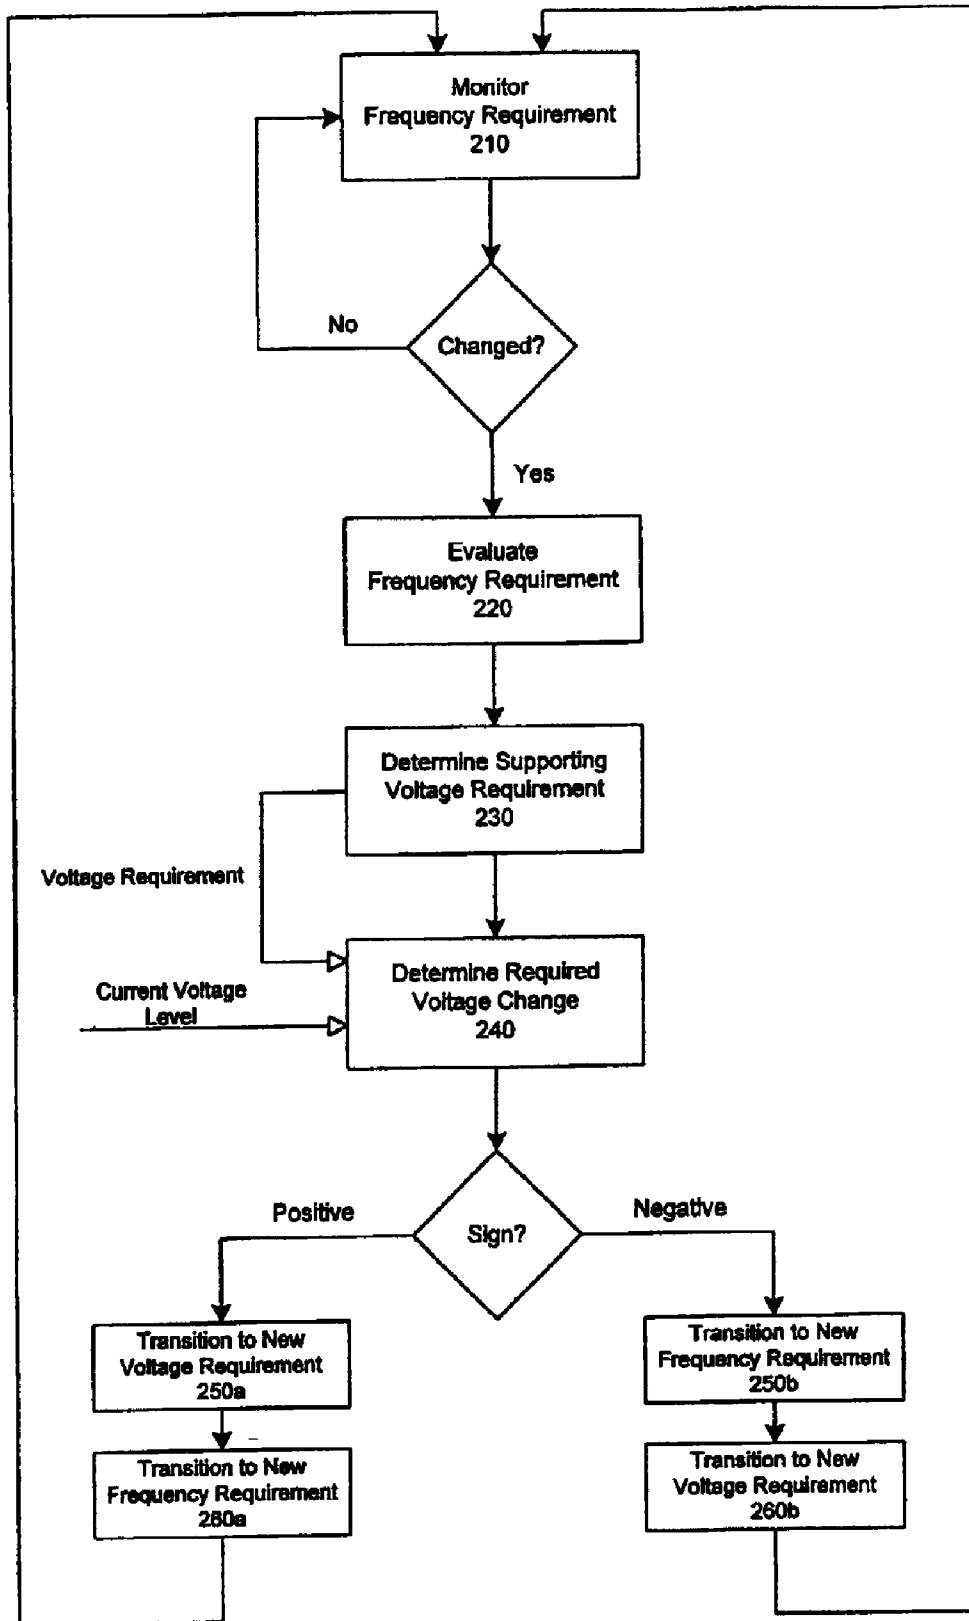 Monitor
Frequency Requirement
210
No
Changed?
Yes
Evaluate
Frequency Requirement
220
Determine Supporting
Voltage Requirement
230
Voltage Requirement
Current Voltage
Level
Determine Required
Voltage Change
240
Positive
Sign?
Negative
Transition to New
Voltage Requirement
250a
Transition to New
Frequency Requirement
250b
Transition to New
Frequency Requirement
260a
Transition to New
Voltage Requirement
260b